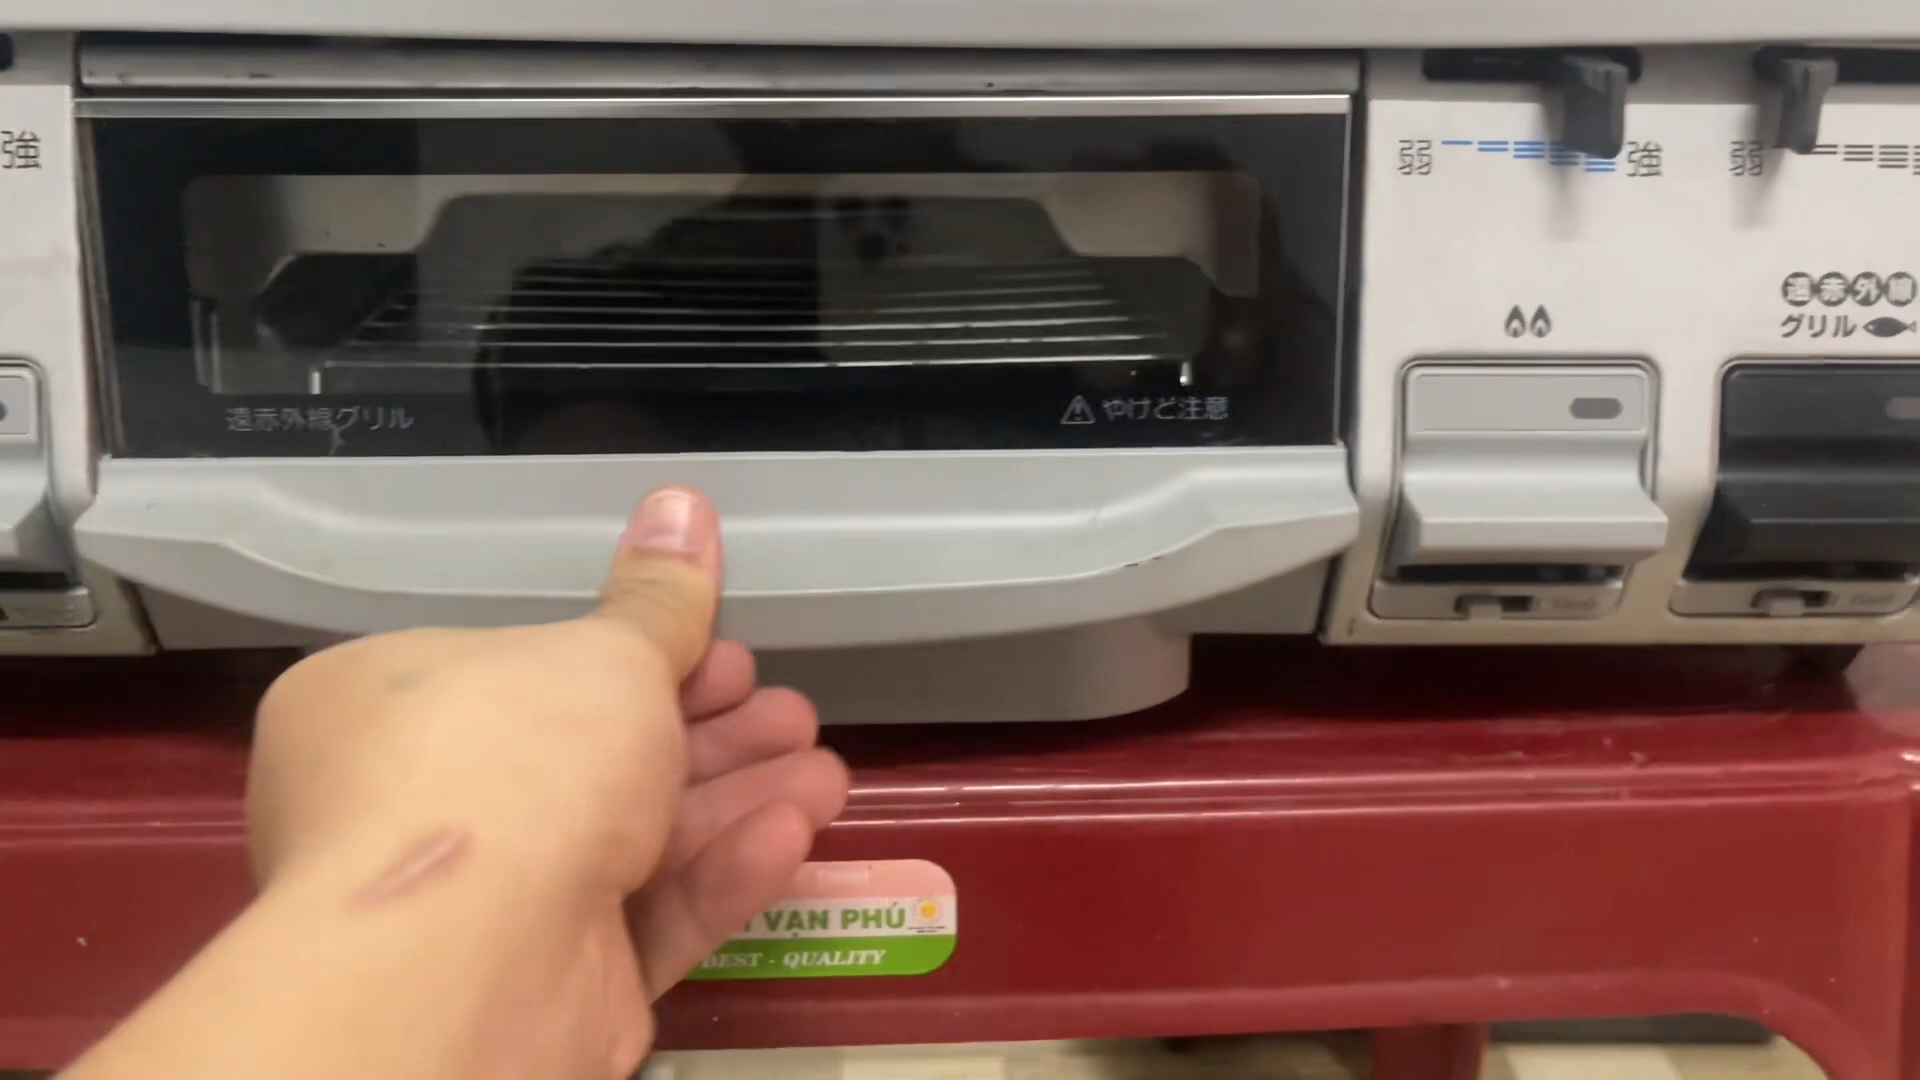 強
弱 強
弱
遠赤外線
グリル
遠赤外線グリル
やけど注意
VẠN PHÚ
BEST - QUALITY